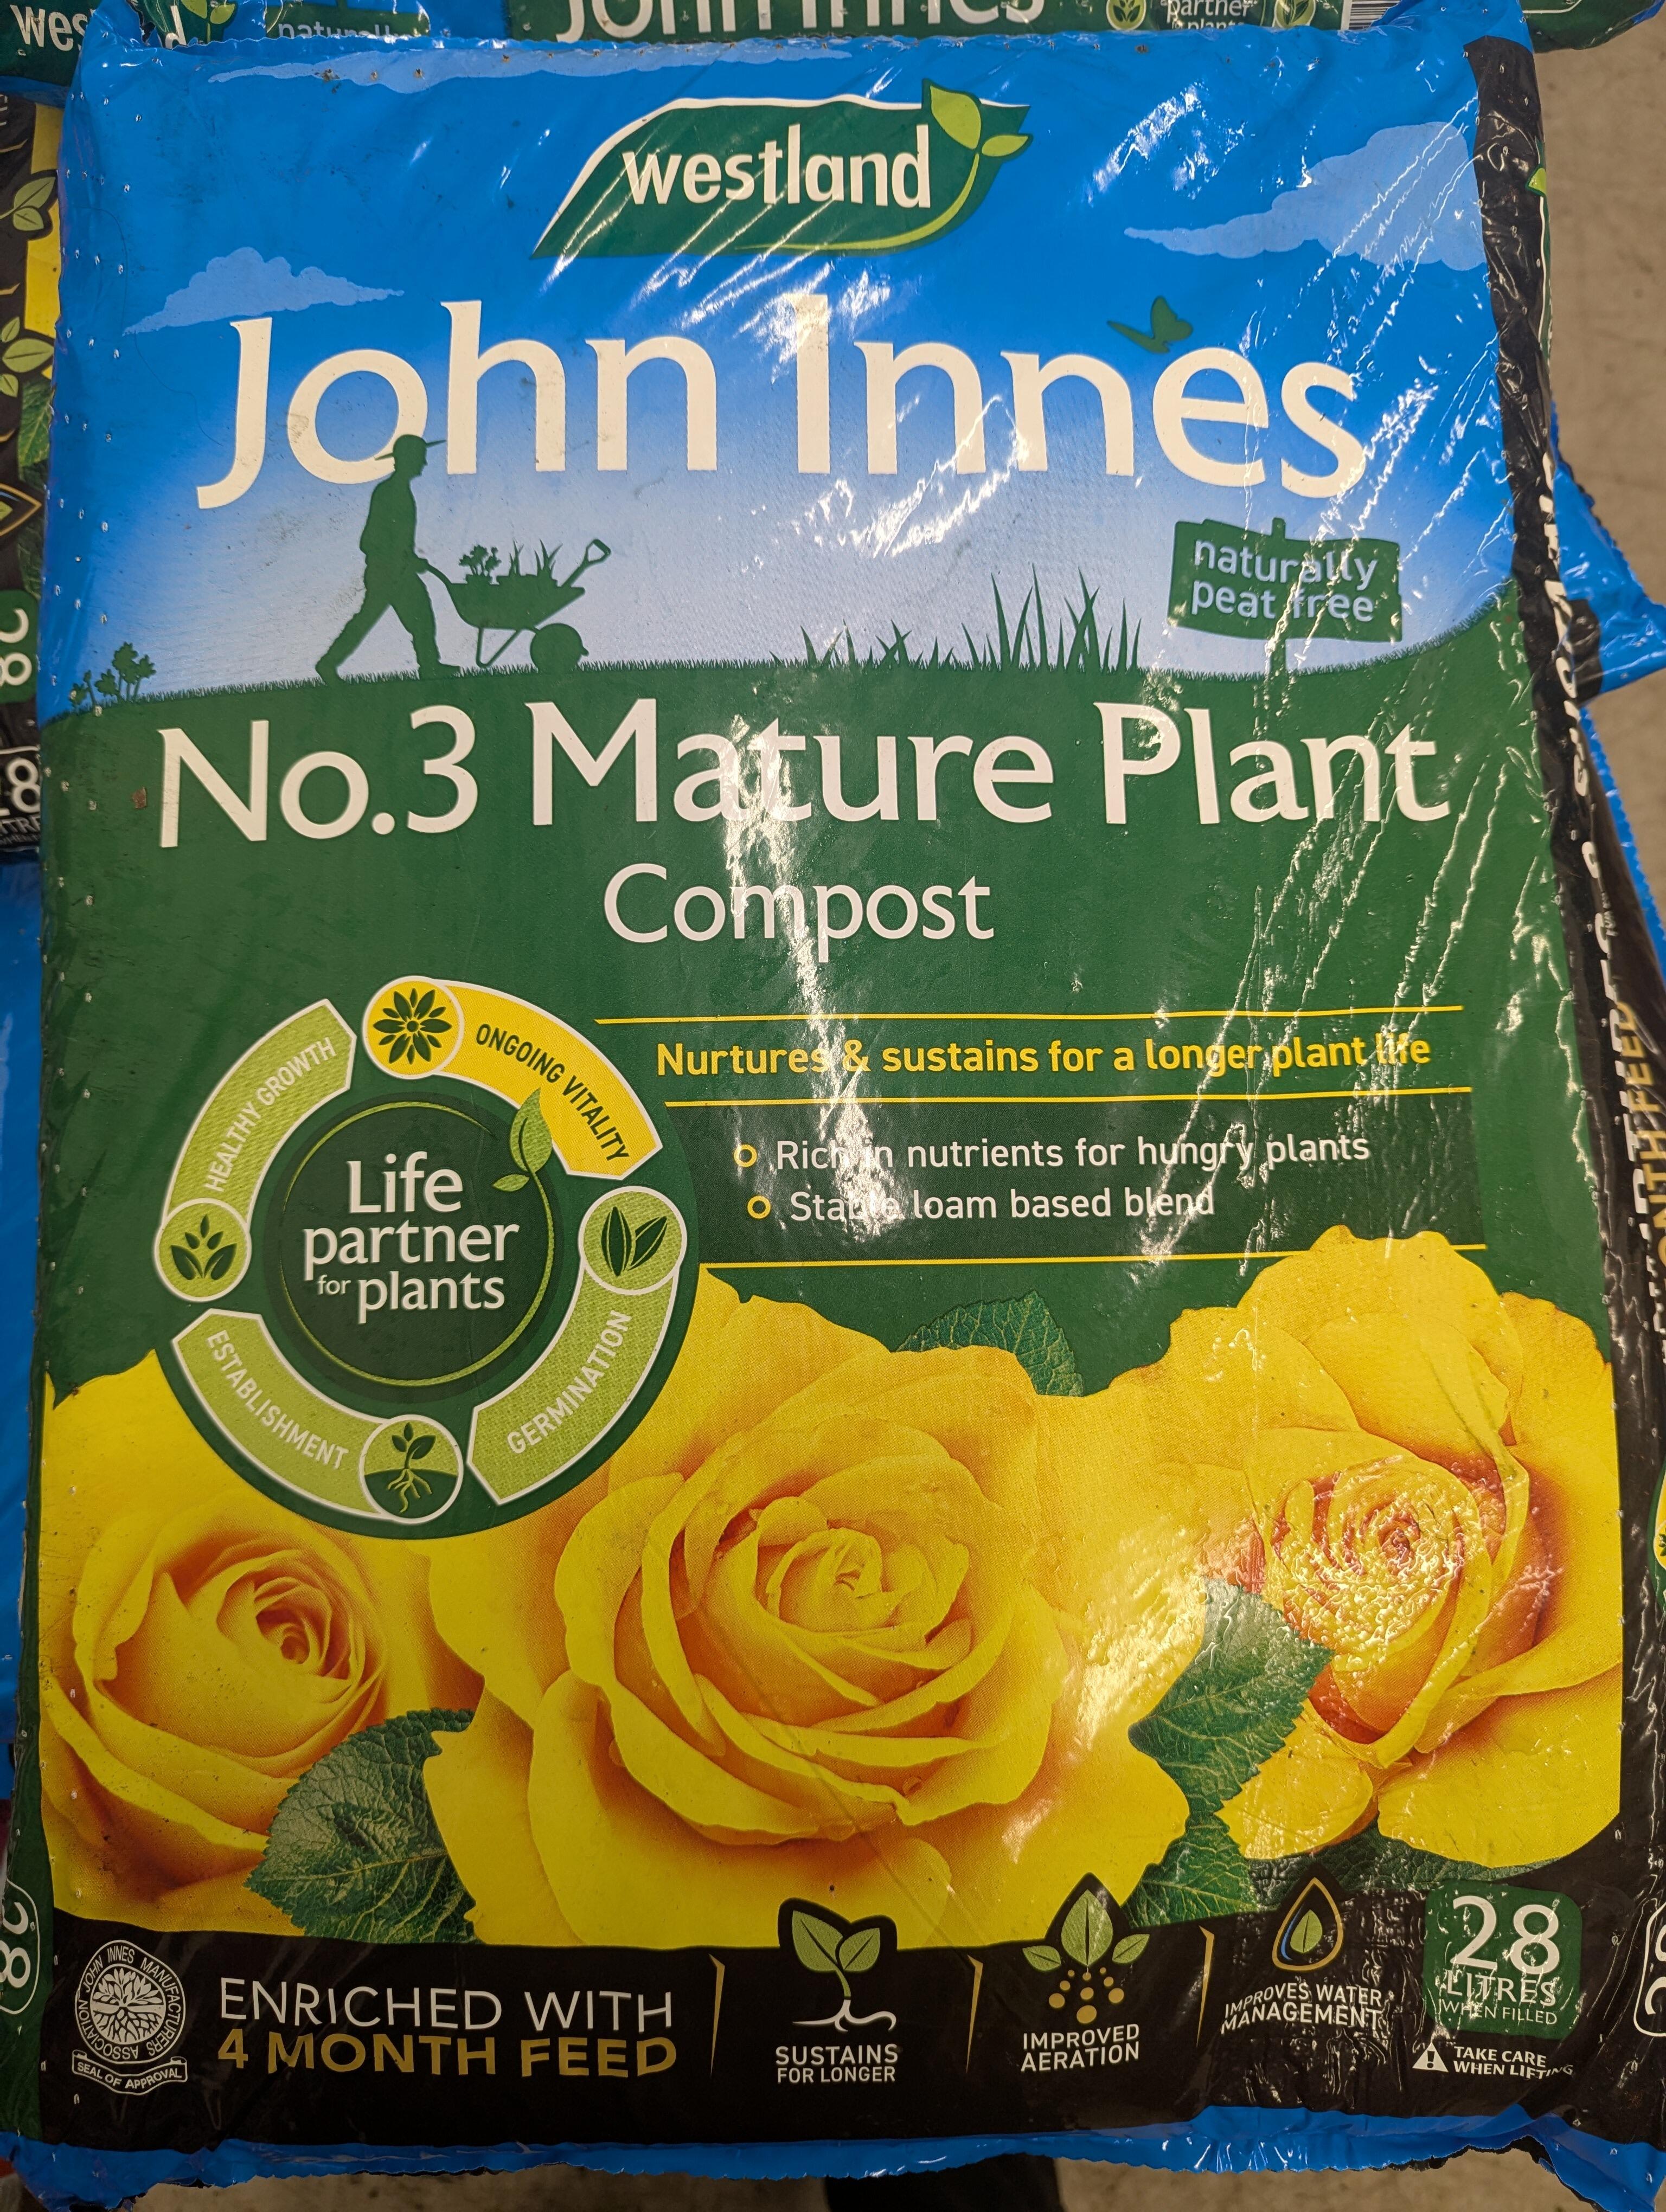 John Innes
westland
John Innes
naturally
peat free
No.3 Mature Plant
Compost
Nurtures & sustains for a longer plant life
Rich in nutrients for hungry plants
Stable loam based blend
HEALTHY GROWTH
ONGOING VITALITY
GERMINATION
ESTABLISHMENT
Life
partner
for plants
JOHN INNES MANUFACTURERS ASSOCIATION
SEAL OF APPROVAL
ENRICHED WITH
4 MONTH FEED
SUSTAINS
FOR LONGER
IMPROVED
AERATION
IMPROVES WATER
MANAGEMENT
28
LITRES
WHEN FILLED
TAKE CARE
WHEN LIFTING